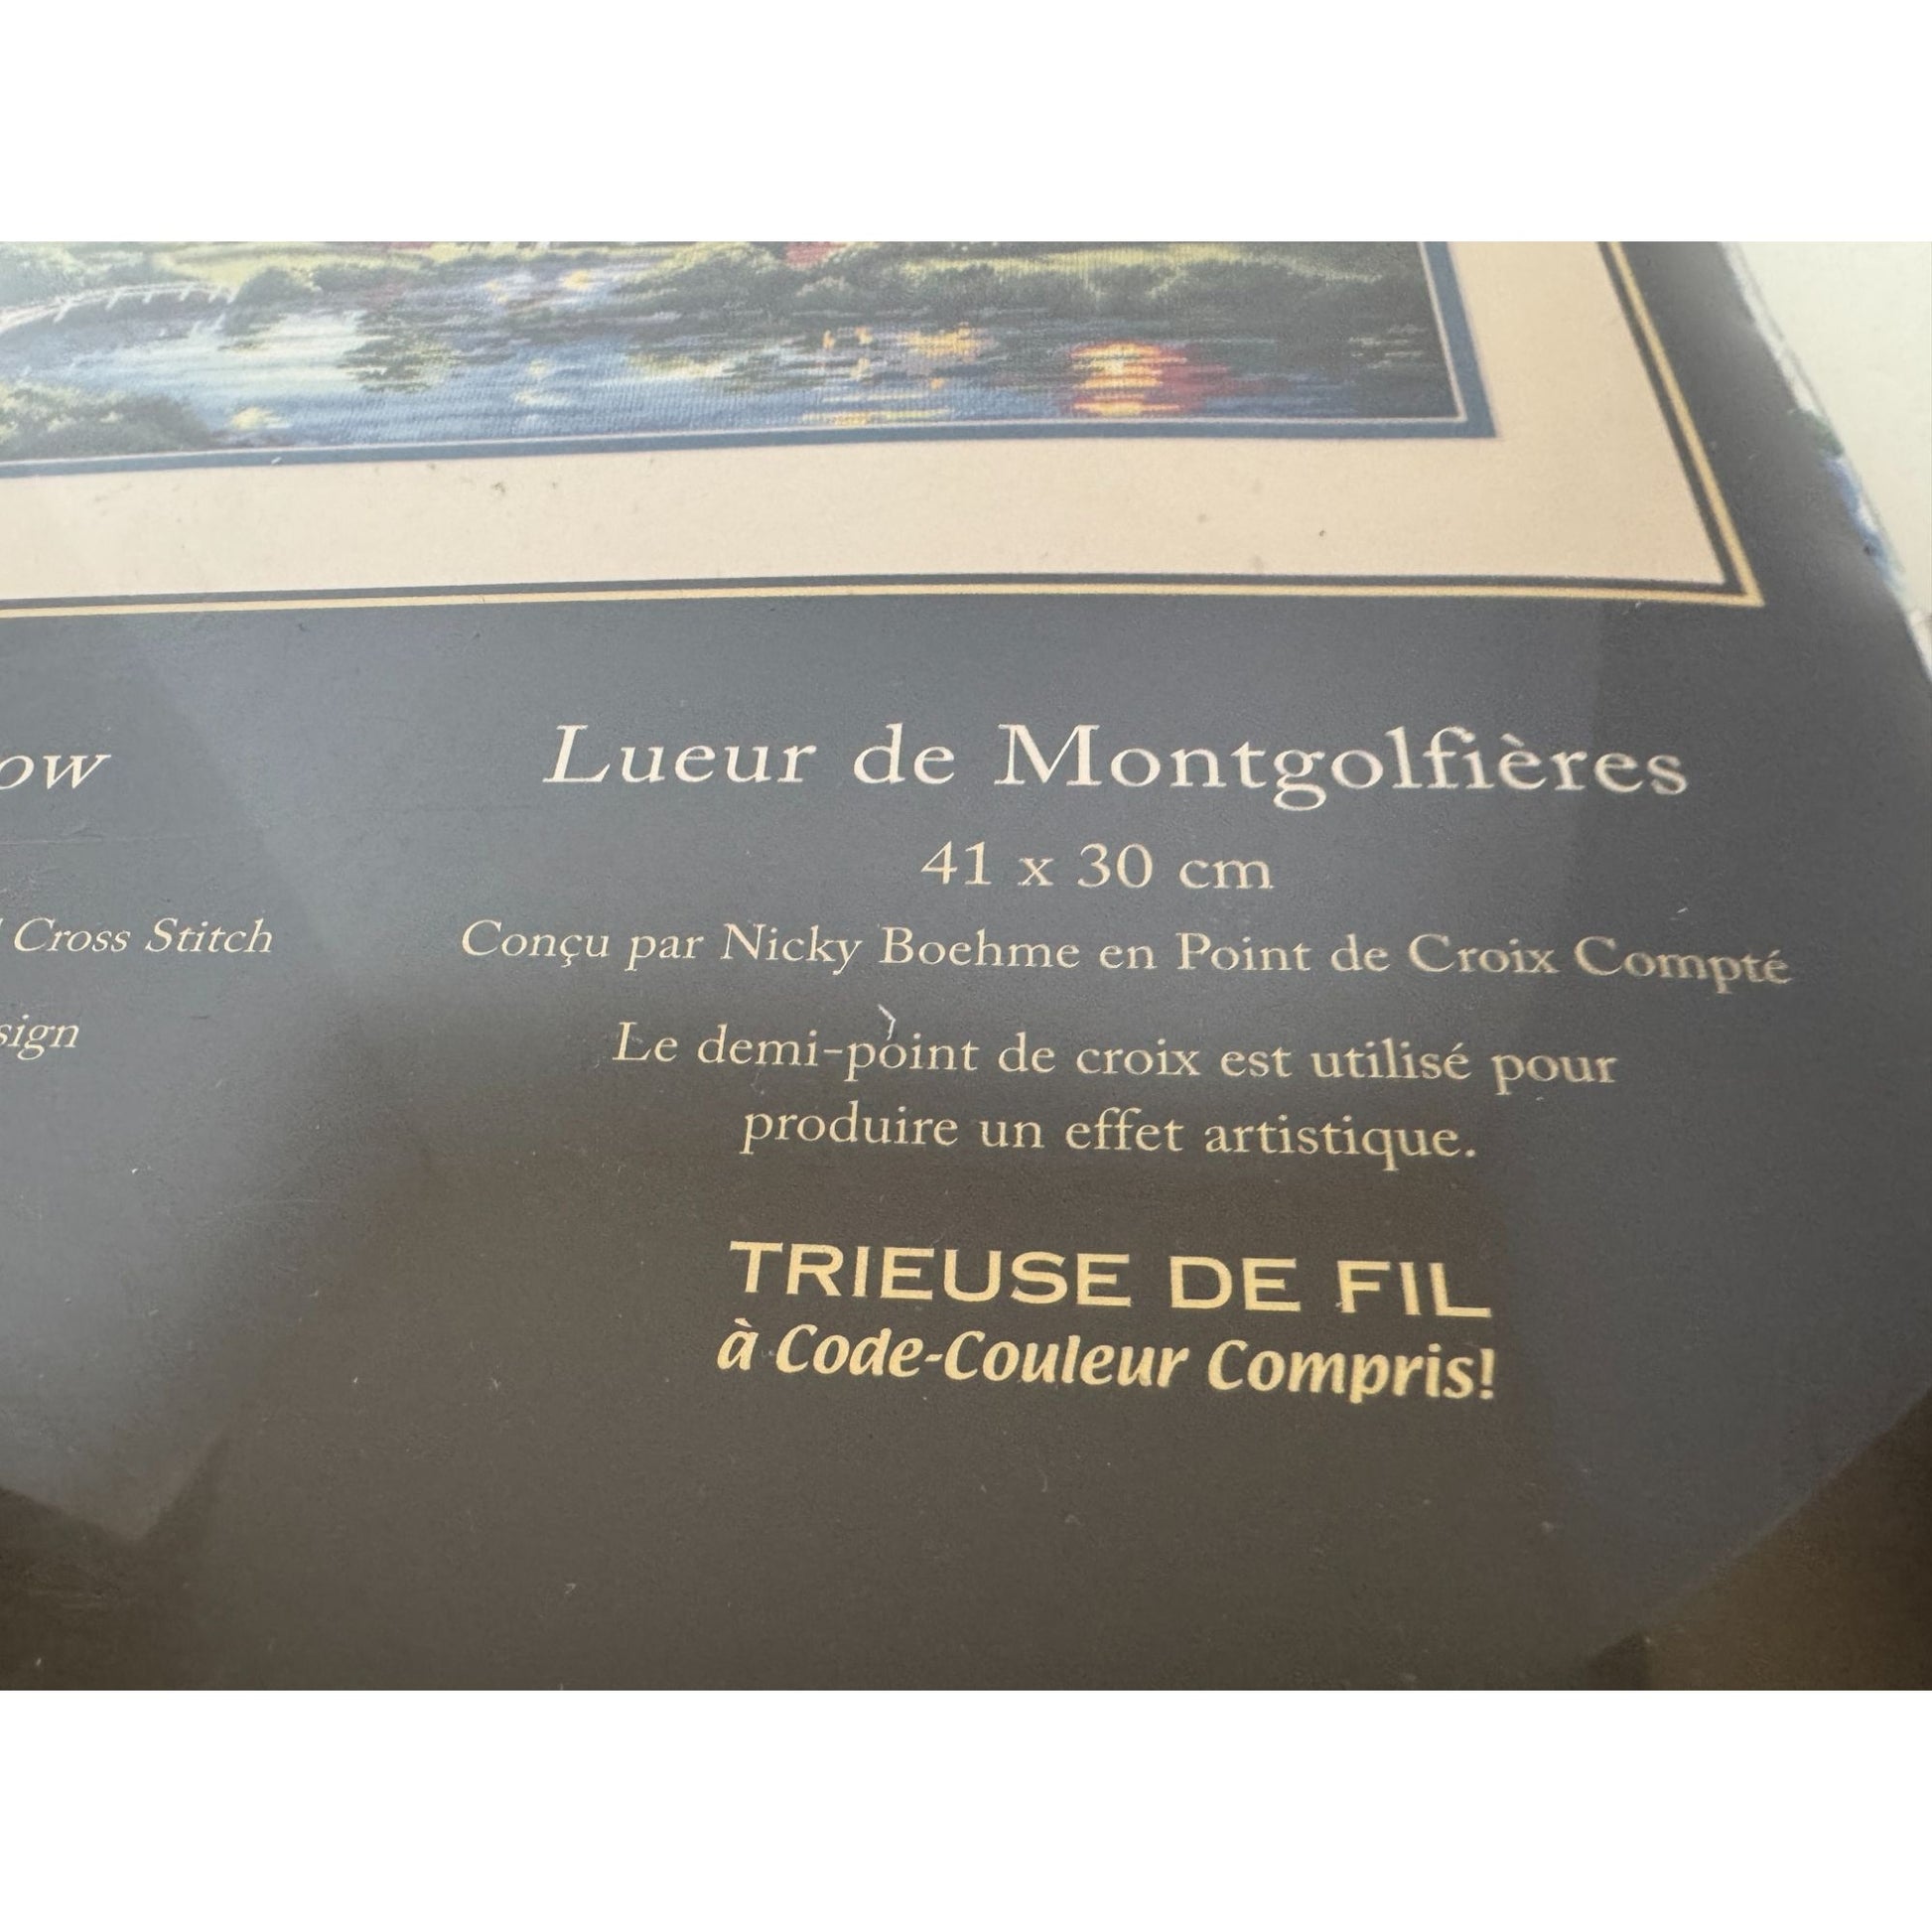 ow
Cross Stitch
sign
Lueur de Montgolfières
41 x 30 cm
Conçu par Nicky Boehme en Point de Croix Compté
Le demi-point de croix est utilisé pour
produire un effet artistique.
TRIEUSE DE FIL
à Code-Couleur Compris!